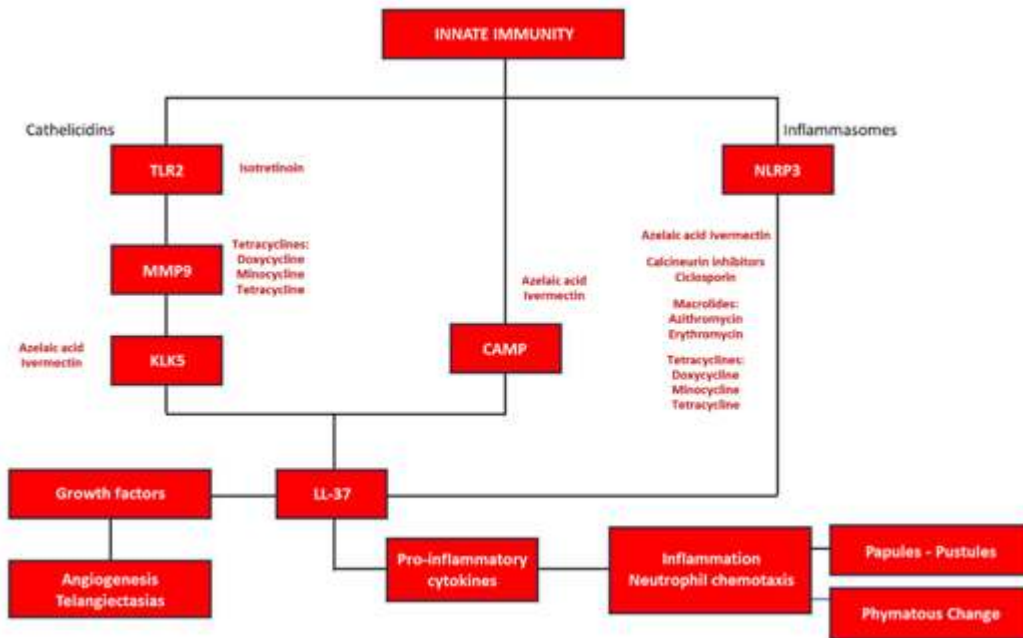 INNATE IMMUNITY
Cathelicidins
Inflammasomes
TLR2
Isotretinoin
NLRP3
MMP9
Tetracyclines:
Doxycycline
Minocycline
Tetracycline
Azelaic acid Ivermectin
Calcineurin inhibitors
Ciclosporin
Macrolides:
Azithromycin
Erythromycin
Tetracyclines:
Doxycycline
Minocycline
Tetracycline
Azelaic acid
Ivermectin
KLK5
Azelaic acid
Ivermectin
CAMP
Growth factors
LL-37
Angiogenesis
Telangiectasias
Pro-inflammatory
cytokines
Inflammation
Neutrophil chemotaxis
Papules - Pustules
Phymatous Change